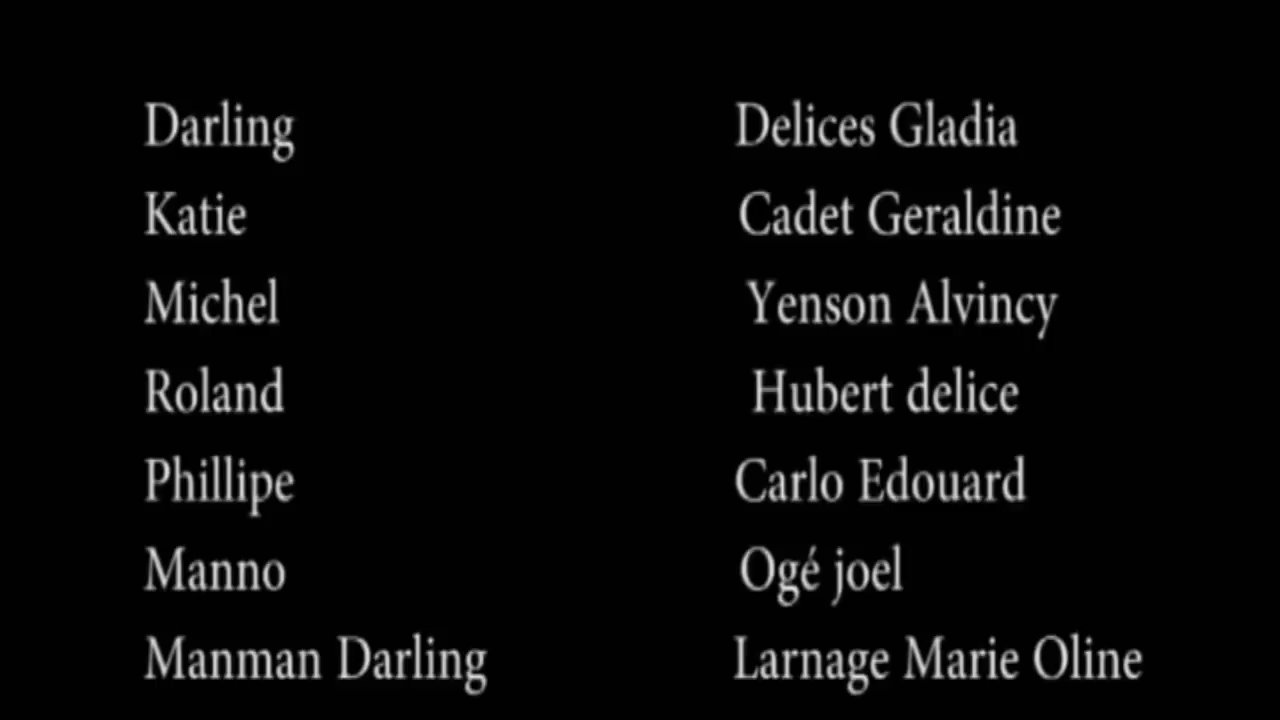 Darling Delices Gladia
Katie Cadet Geraldine
Michel Yenson Alvincy
Roland Hubert delice
Phillipe Carlo Edouard
Manno Ogé joel
Manman Darling Larnage Marie Oline